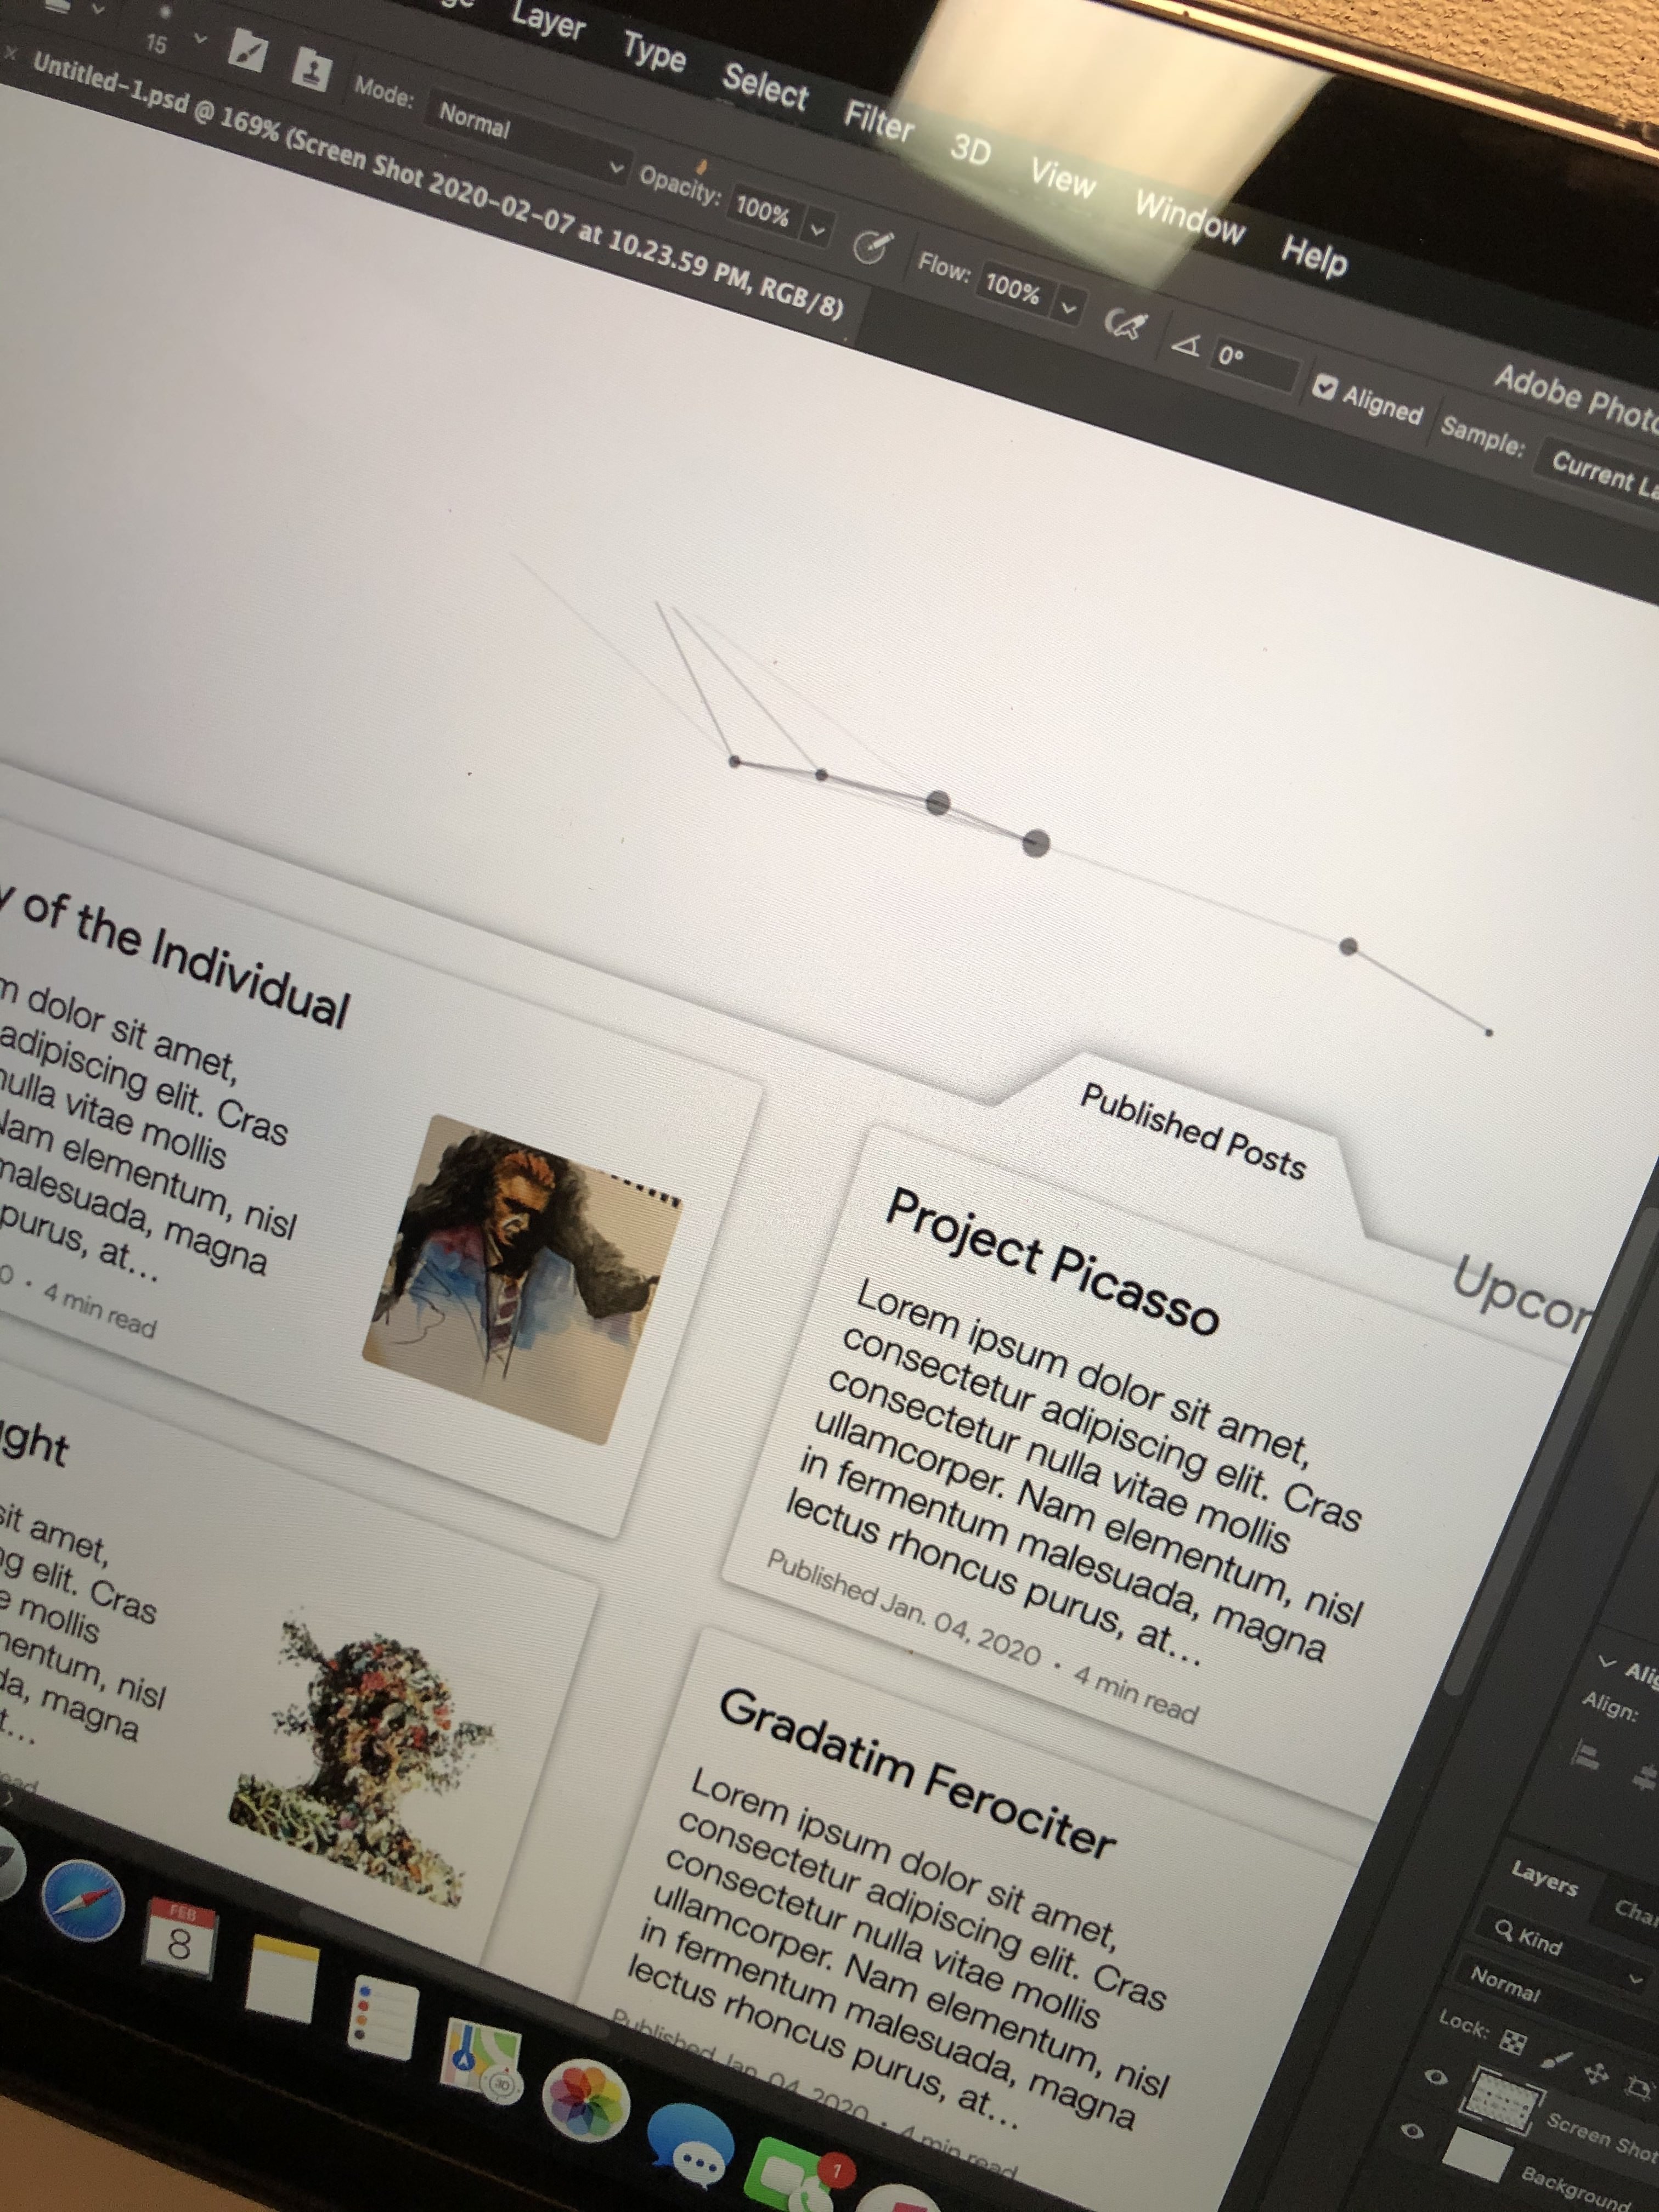 Layer Type Select Filter 3D View Window Help
Adobe Photo
15 Mode: Normal Opacity: 100% Flow: 100% 0° Aligned Sample: Current La
Untitled-1.psd @ 169% (Screen Shot 2020-02-07 at 10.23.59 PM, RGB/8)
Published Posts
Upcor
y of the Individual
m dolor sit amet,
adipiscing elit. Cras
nulla vitae mollis
Nam elementum, nisl
malesuada, magna
purus, at...
0 • 4 min read
Project Picasso
Lorem ipsum dolor sit amet,
consectetur adipiscing elit. Cras
consectetur nulla vitae mollis
ullamcorper. Nam elementum, nisl
in fermentum malesuada, magna
lectus rhoncus purus, at...
Published Jan. 04, 2020 • 4 min read
ght
sit amet,
ng elit. Cras
e mollis
mentum, nisl
da, magna
t...
ead
Gradatim Ferociter
Lorem ipsum dolor sit amet,
consectetur adipiscing elit. Cras
consectetur nulla vitae mollis
ullamcorper. Nam elementum, nisl
in fermentum malesuada, magna
lectus rhoncus purus, at...
Published Jan. 04, 2020 • 4 min read
Alig
Align:
Layers Cha
Kind
Normal
Lock:
Screen Shot
Background
FEB
8
30
1